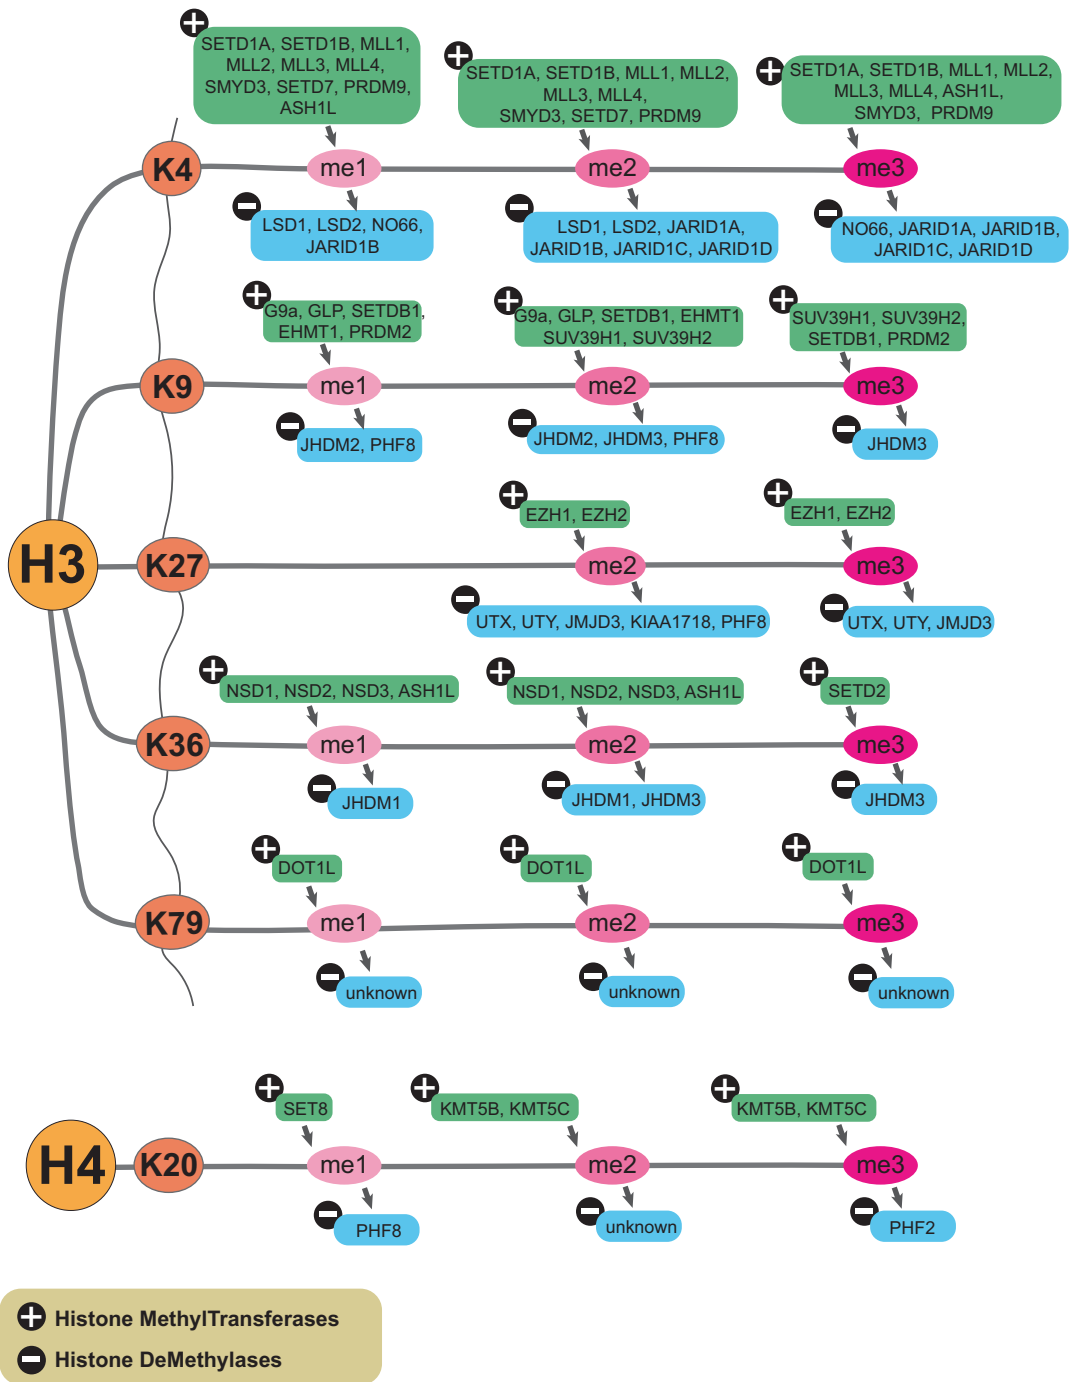 SETD1A, SETD1B, MLL1,
MLL2, MLL3, MLL4,
SMYD3, SETD7, PRDM9,
ASH1L
SETD1A, SETD1B, MLL1, MLL2,
MLL3, MLL4,
SMYD3, SETD7, PRDM9
SETD1A, SETD1B, MLL1, MLL2,
MLL3, MLL4, ASH1L,
SMYD3, PRDM9
K4
me1
me2
me3
LSD1, LSD2, NO66,
JARID1B
LSD1, LSD2, JARID1A,
JARID1B, JARID1C, JARID1D
NO66, JARID1A, JARID1B,
JARID1C, JARID1D
G9a, GLP, SETDB1,
EHMT1, PRDM2
G9a, GLP, SETDB1, EHMT1
SUV39H1, SUV39H2
SUV39H1, SUV39H2,
SETDB1, PRDM2
K9
me1
me2
me3
JHDM2, PHF8
JHDM2, JHDM3, PHF8
JHDM3
EZH1, EZH2
EZH1, EZH2
H3
K27
me2
me3
UTX, UTY, JMJD3, KIAA1718, PHF8
UTX, UTY, JMJD3
NSD1, NSD2, NSD3, ASH1L
NSD1, NSD2, NSD3, ASH1L
SETD2
K36
me1
me2
me3
JHDM1
JHDM1, JHDM3
JHDM3
DOT1L
DOT1L
DOT1L
K79
me1
me2
me3
unknown
unknown
unknown
SET8
KMT5B, KMT5C
KMT5B, KMT5C
H4
K20
me1
me2
me3
PHF8
unknown
PHF2
Histone MethylTransferases
Histone DeMethylases